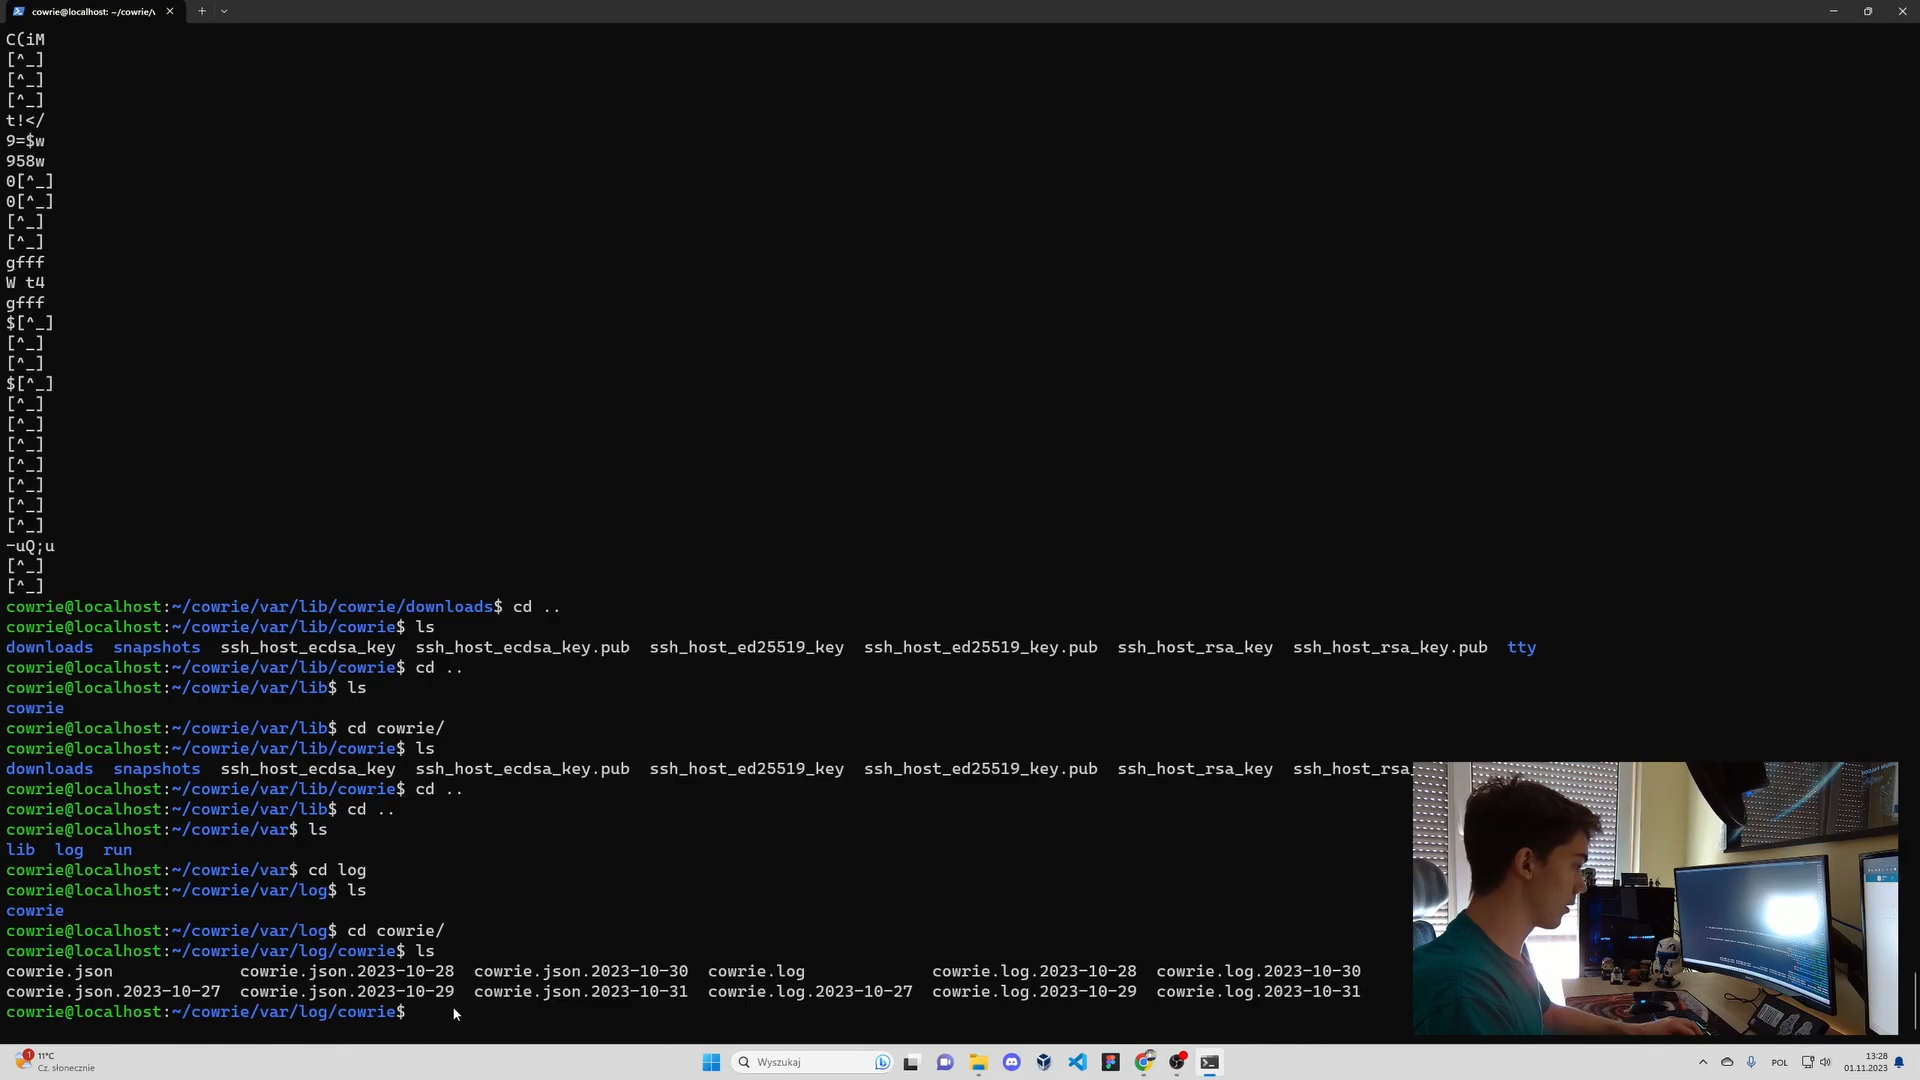 cowrie@localhost: ~/cowrie/v
C(iM
[^_]
[^_]
[^_]
t!</
9=$w
958w
0[^_]
0[^_]
[^_]
[^_]
gfff
W t4
gfff
$[^_]
[^_]
[^_]
$[^_]
[^_]
[^_]
[^_]
[^_]
[^_]
[^_]
[^_]
-uQ;u
[^_]
[^_]
cowrie@localhost:~/cowrie/var/lib/cowrie/downloads$ cd ..
cowrie@localhost:~/cowrie/var/lib/cowrie$ ls
downloads snapshots ssh_host_ecdsa_key ssh_host_ecdsa_key.pub ssh_host_ed25519_key ssh_host_ed25519_key.pub ssh_host_rsa_key ssh_host_rsa_key.pub tty
cowrie@localhost:~/cowrie/var/lib/cowrie$ cd ..
cowrie@localhost:~/cowrie/var/lib$ ls
cowrie
cowrie@localhost:~/cowrie/var/lib$ cd cowrie/
cowrie@localhost:~/cowrie/var/lib/cowrie$ ls
downloads snapshots ssh_host_ecdsa_key ssh_host_ecdsa_key.pub ssh_host_ed25519_key ssh_host_ed25519_key.pub ssh_host_rsa_key ssh_host_rsa
cowrie@localhost:~/cowrie/var/lib/cowrie$ cd ..
cowrie@localhost:~/cowrie/var/lib$ cd ..
cowrie@localhost:~/cowrie/var$ ls
lib log run
cowrie@localhost:~/cowrie/var$ cd log
cowrie@localhost:~/cowrie/var/log$ ls
cowrie
cowrie@localhost:~/cowrie/var/log$ cd cowrie/
cowrie@localhost:~/cowrie/var/log/cowrie$ ls
cowrie.json cowrie.json.2023-10-28 cowrie.json.2023-10-30 cowrie.log cowrie.log.2023-10-28 cowrie.log.2023-10-30
cowrie.json.2023-10-27 cowrie.json.2023-10-29 cowrie.json.2023-10-31 cowrie.log.2023-10-27 cowrie.log.2023-10-29 cowrie.log.2023-10-31
cowrie@localhost:~/cowrie/var/log/cowrie$
1 11°C
Cz. słonecznie
Wyszukaj
POL
13:28
01.11.2023